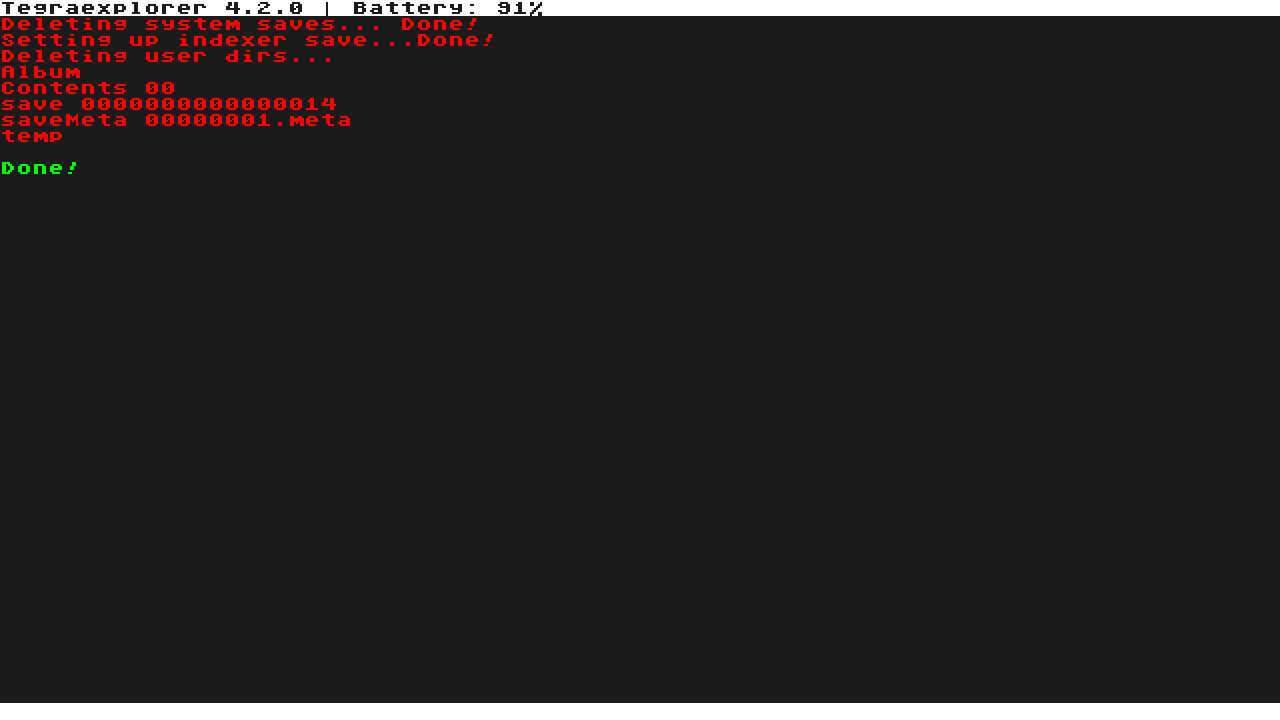 Tegraexplorer 4.2.0 | Battery: 91%
Deleting system saves... Done!
Setting up indexer save...Done!
Deleting user dirs...
Album
Contents 00
save 0000000000000014
saveMeta 00000001.meta
temp
Done!